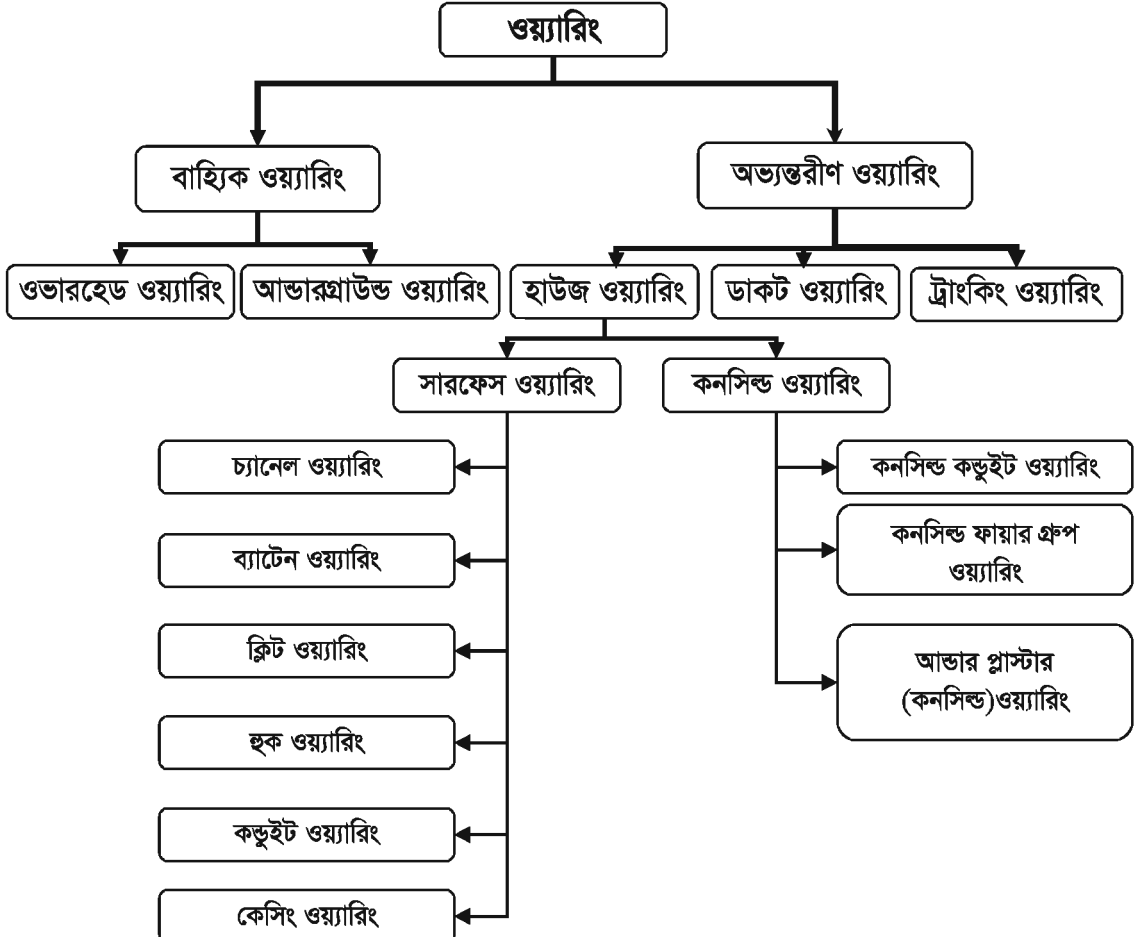 ওয়্যারিং
বাহ্যিক ওয়্যারিং
অভ্যন্তরীণ ওয়্যারিং
ওভারহেড ওয়্যারিং
আন্ডারগ্রাউন্ড ওয়্যারিং
হাউজ ওয়্যারিং
ডাকট ওয়্যারিং
ট্রাংকিং ওয়্যারিং
সারফেস ওয়্যারিং
কনসিল্ড ওয়্যারিং
চ্যানেল ওয়্যারিং
ব্যাটেন ওয়্যারিং
ক্লিট ওয়্যারিং
হুক ওয়্যারিং
কন্ডুইট ওয়্যারিং
কেসিং ওয়্যারিং
কনসিল্ড কন্ডুইট ওয়্যারিং
কনসিল্ড ফায়ার গ্রুপ
ওয়্যারিং
আন্ডার প্লাস্টার
(কনসিল্ড)ওয়্যারিং